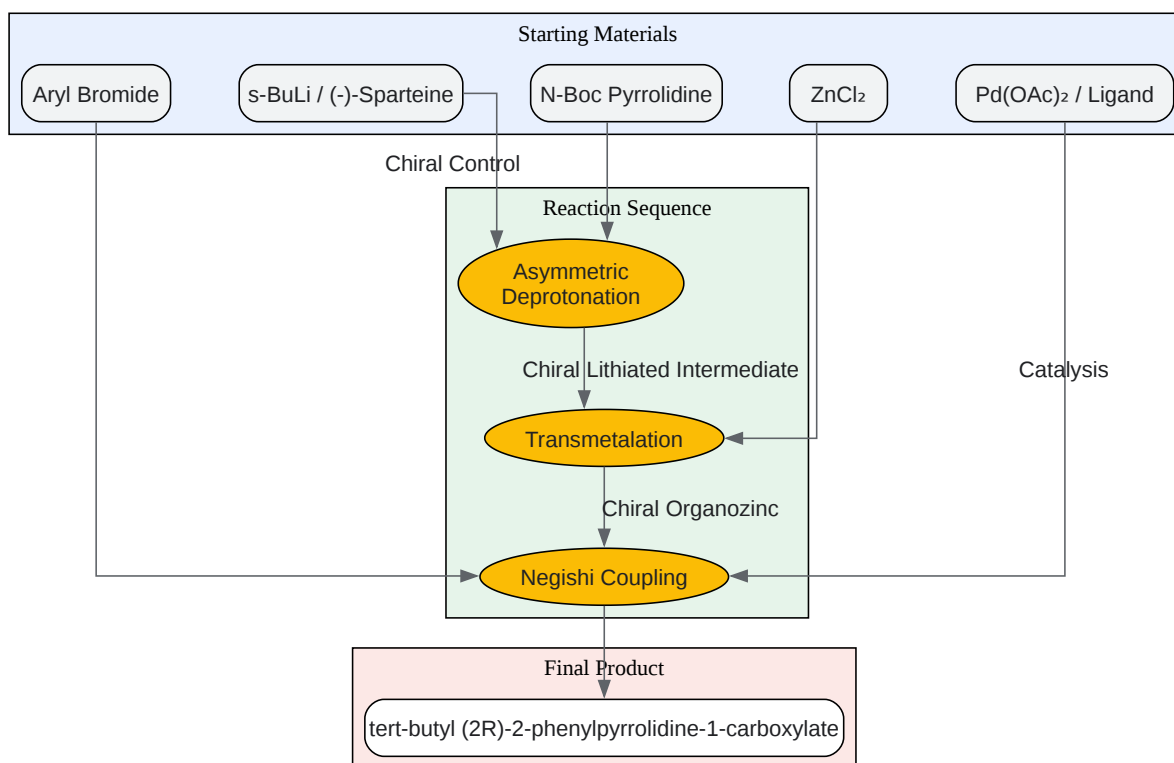 Starting Materials
Aryl Bromide
s-BuLi / (-)-Sparteine
N-Boc Pyrrolidine
ZnCl₂
Pd(OAc)₂ / Ligand
Chiral Control
Reaction Sequence
Asymmetric
Deprotonation
Chiral Lithiated Intermediate
Catalysis
Transmetalation
Chiral Organozinc
Negishi Coupling
Final Product
tert-butyl (2R)-2-phenylpyrrolidine-1-carboxylate